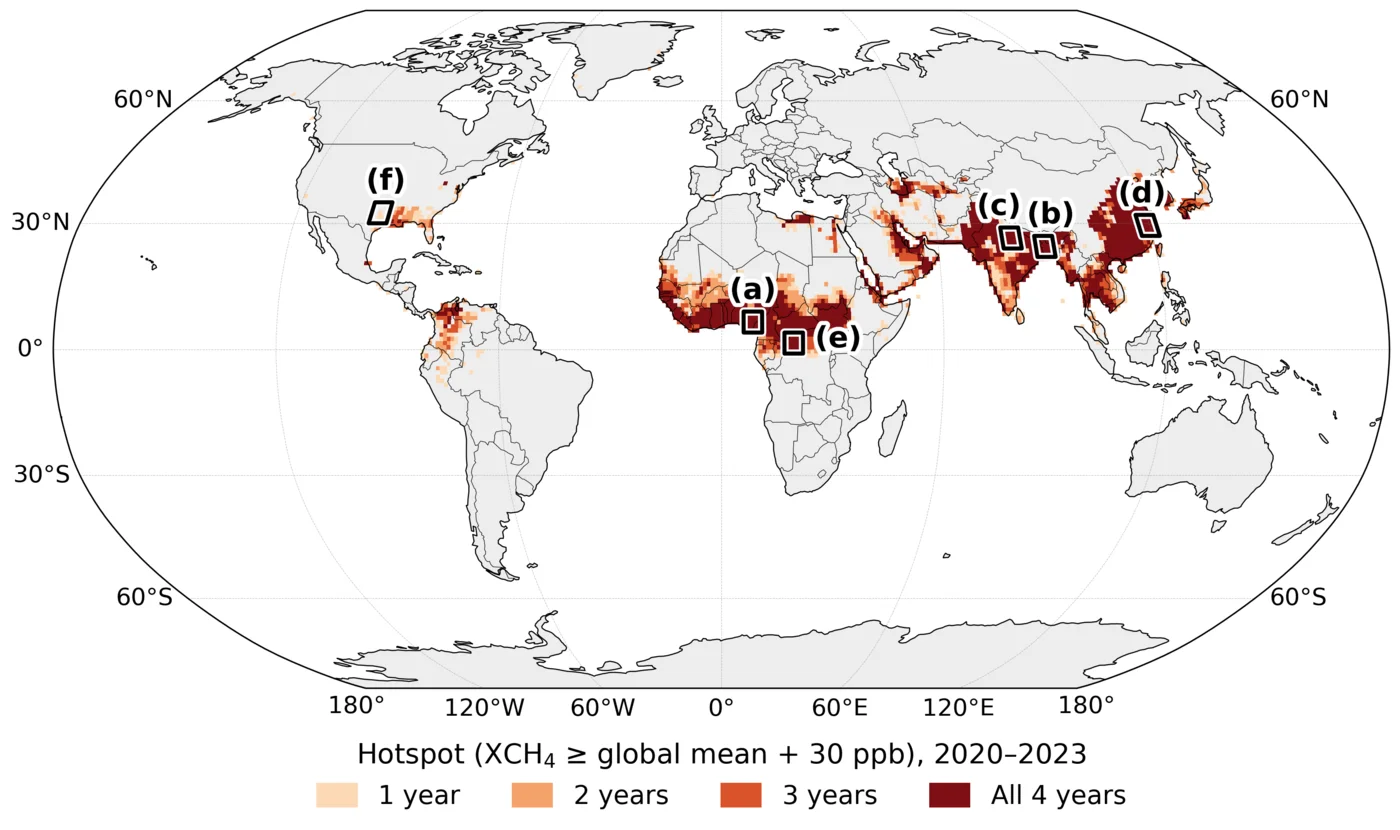 60°N 60°N
(f)
(c) (b) (d)
30°N 30°N
(a)
(e)
0° 0°
30°S 30°S
60°S 60°S
180° 120°W 60°W 0° 60°E 120°E 180°
Hotspot (XCH₄ ≥ global mean + 30 ppb), 2020–2023
1 year 2 years 3 years All 4 years